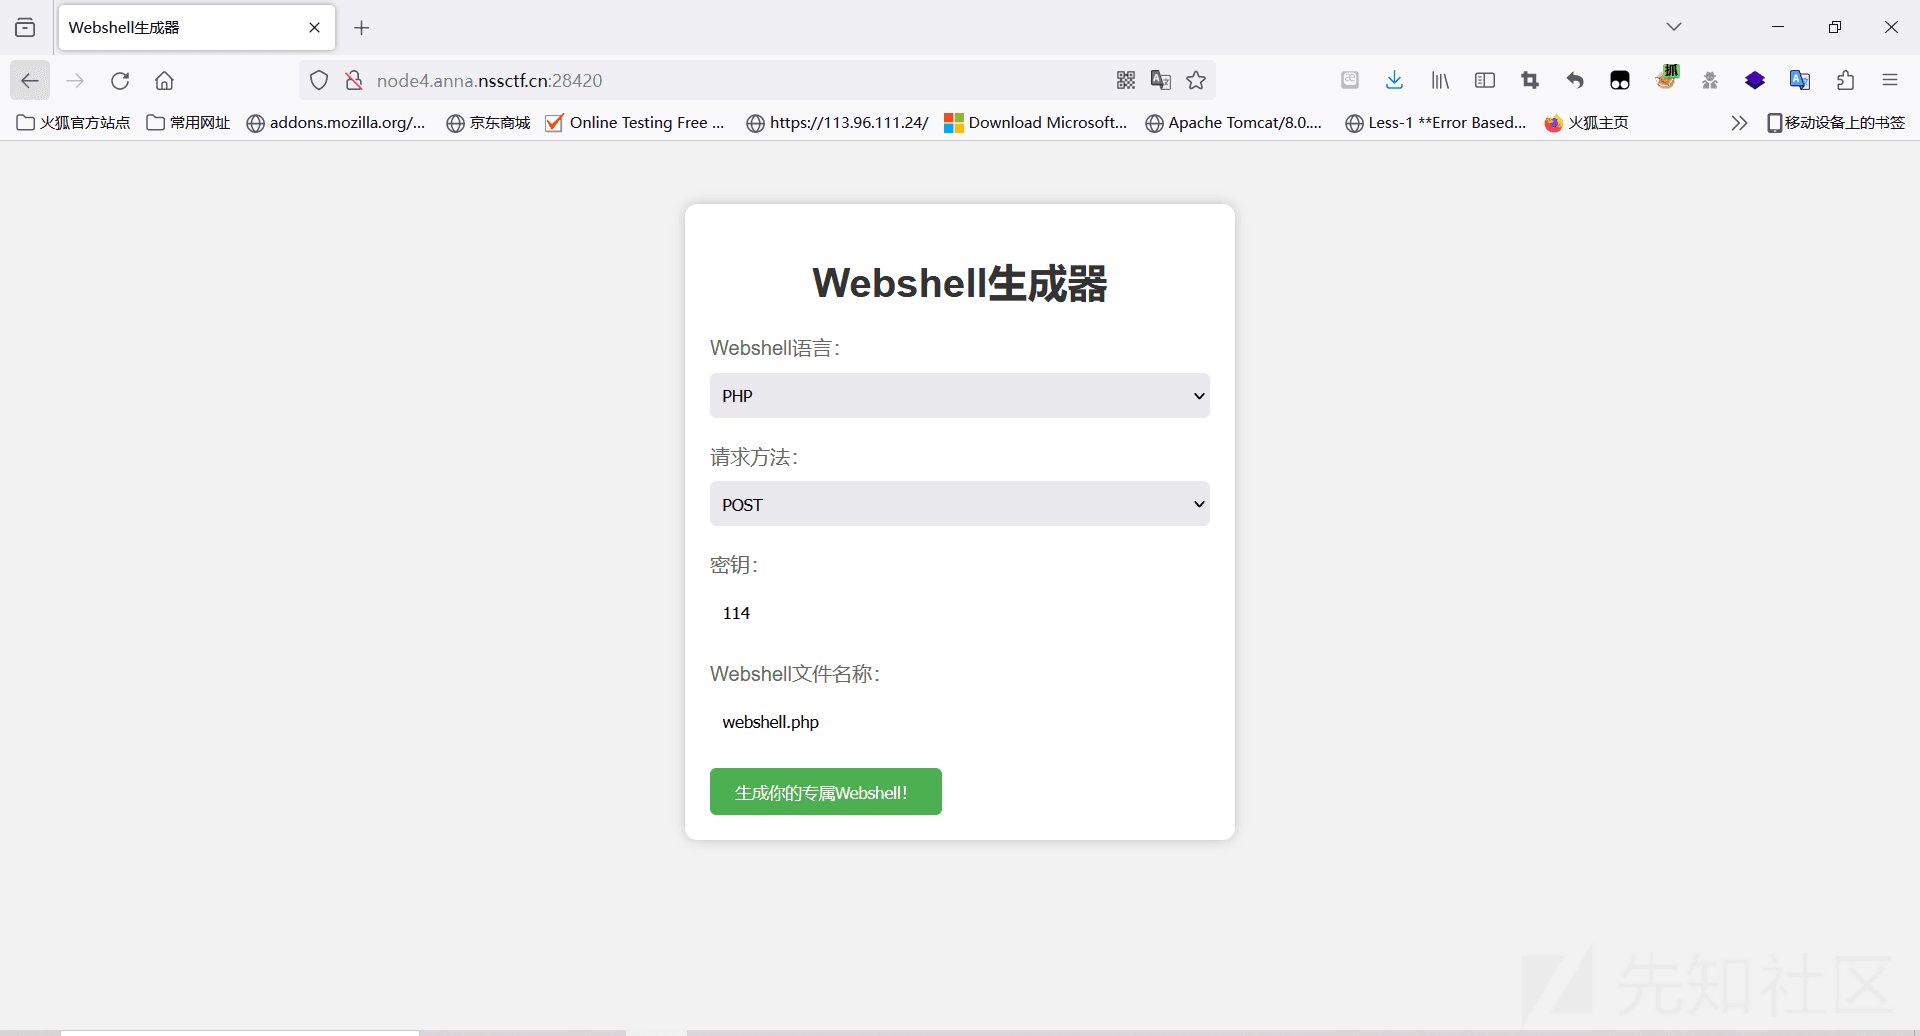 Webshell生成器
node4.anna.nssctf.cn:28420
抓
火狐官方站点 常用网址 addons.mozilla.org/... 京东商城 Online Testing Free ... https://113.96.111.24/ Download Microsoft... Apache Tomcat/8.0.... Less-1 **Error Based... 火狐主页 移动设备上的书签
Webshell生成器
Webshell语言：
PHP
请求方法：
POST
密钥：
114
Webshell文件名称：
webshell.php
生成你的专属Webshell！
先知社区